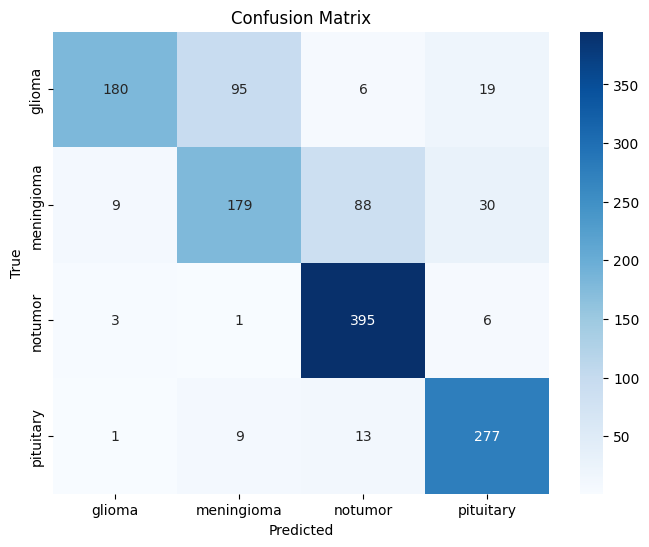 Confusion Matrix
True
glioma 180 95 6 19
meningioma 9 179 88 30
notumor 3 1 395 6
pituitary 1 9 13 277
glioma meningioma notumor pituitary
Predicted
350
300
250
200
150
100
50